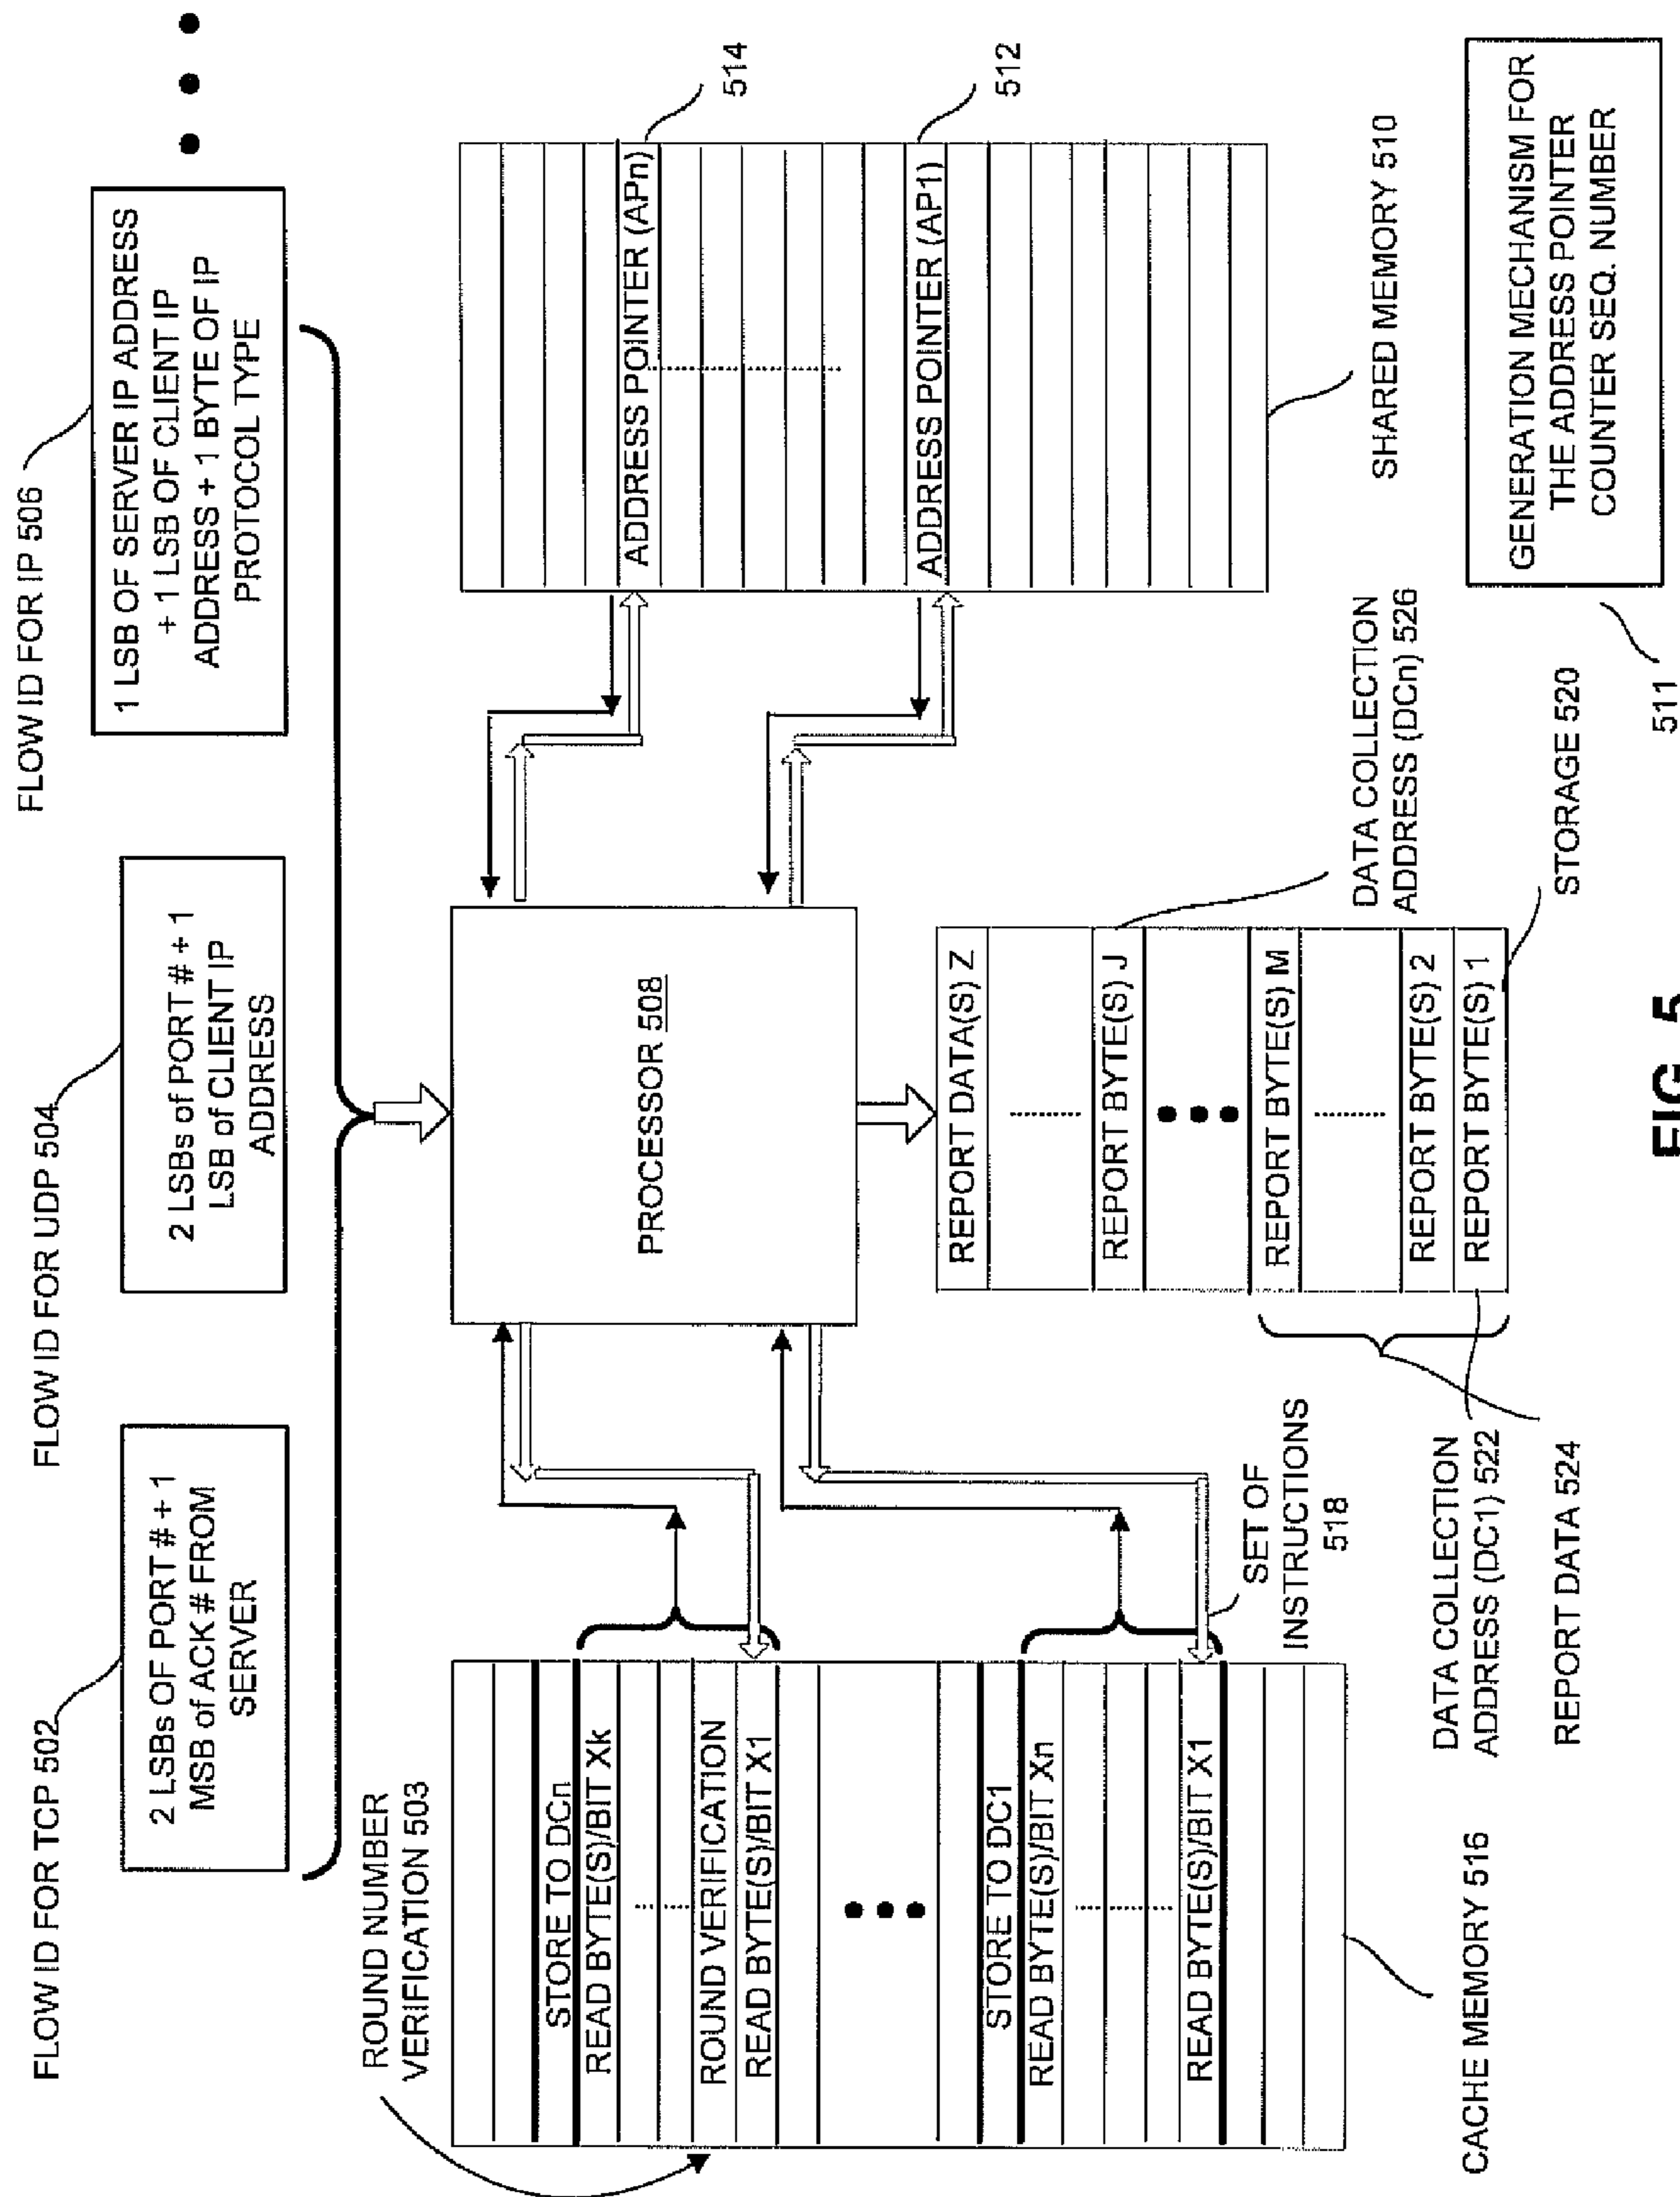 FLOW ID FOR TCP 502
2 LSBs OF PORT # + 1
MSB of ACK # FROM
SERVER
FLOW ID FOR UDP 504
2 LSBs of PORT # + 1
LSB of CLIENT IP
ADDRESS
FLOW ID FOR IP 506
1 LSB OF SERVER IP ADDRESS
+ 1 LSB OF CLIENT IP
ADDRESS + 1 BYTE OF IP
PROTOCOL TYPE
ROUND NUMBER
VERIFICATION 503
STORE TO DCn
READ BYTE(S)/BIT Xk
ROUND VERIFICATION
READ BYTE(S)/BIT X1
STORE TO DC1
READ BYTE(S)/BIT Xn
READ BYTE(S)/BIT X1
CACHE MEMORY 516
SET OF
INSTRUCTIONS
518
PROCESSOR 508
REPORT DATA(S) Z
REPORT BYTE(S) J
REPORT BYTE(S) M
REPORT BYTE(S) 2
REPORT BYTE(S) 1
DATA COLLECTION
ADDRESS (DC1) 522
REPORT DATA 524
DATA COLLECTION
ADDRESS (DCn) 526
STORAGE 520
ADDRESS POINTER (APn)
514
ADDRESS POINTER (AP1)
512
SHARED MEMORY 510
GENERATION MECHANISM FOR
THE ADDRESS POINTER
COUNTER SEQ. NUMBER
511
FIG. 5